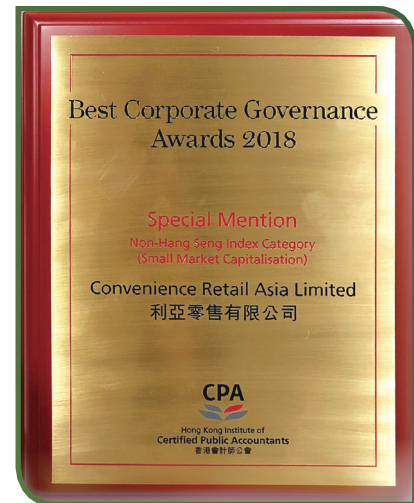 Best Corporate Governance
Awards 2018
Special Mention
Non-Hang Seng Index Category
(Small Market Capitalisation)
Convenience Retail Asia Limited
利亞零售有限公司
CPA
Hong Kong Institute of
Certified Public Accountants
香港會計師公會